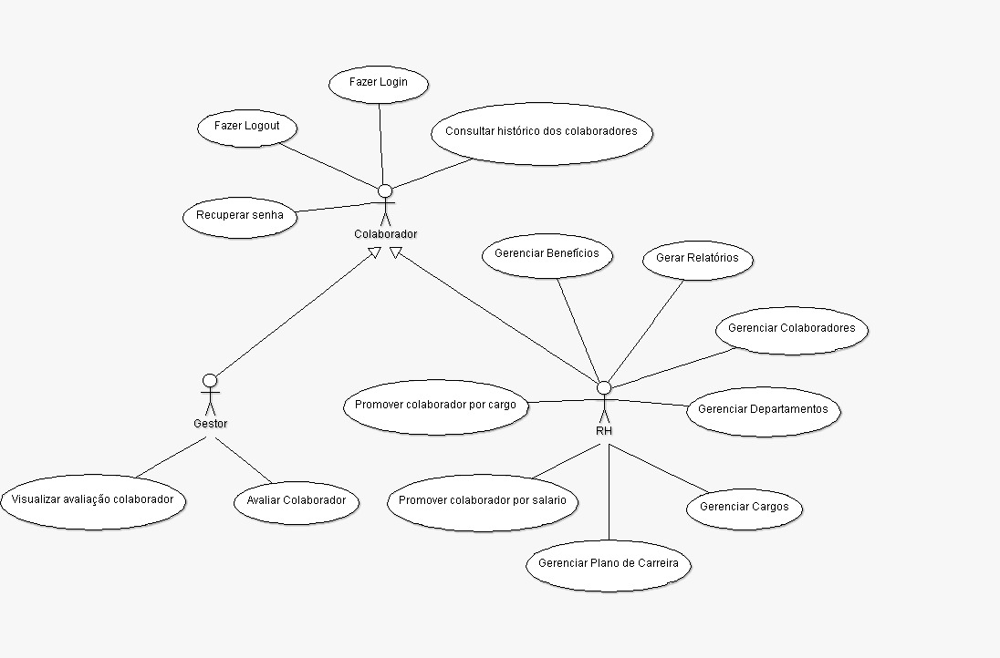 Fazer Login
Fazer Logout
Consultar histórico dos colaboradores
Recuperar senha
Colaborador
Gerenciar Benefícios
Gerar Relatórios
Gerenciar Colaboradores
Promover colaborador por cargo
Gerenciar Departamentos
Gestor
RH
Visualizar avaliação colaborador
Avaliar Colaborador
Promover colaborador por salario
Gerenciar Cargos
Gerenciar Plano de Carreira